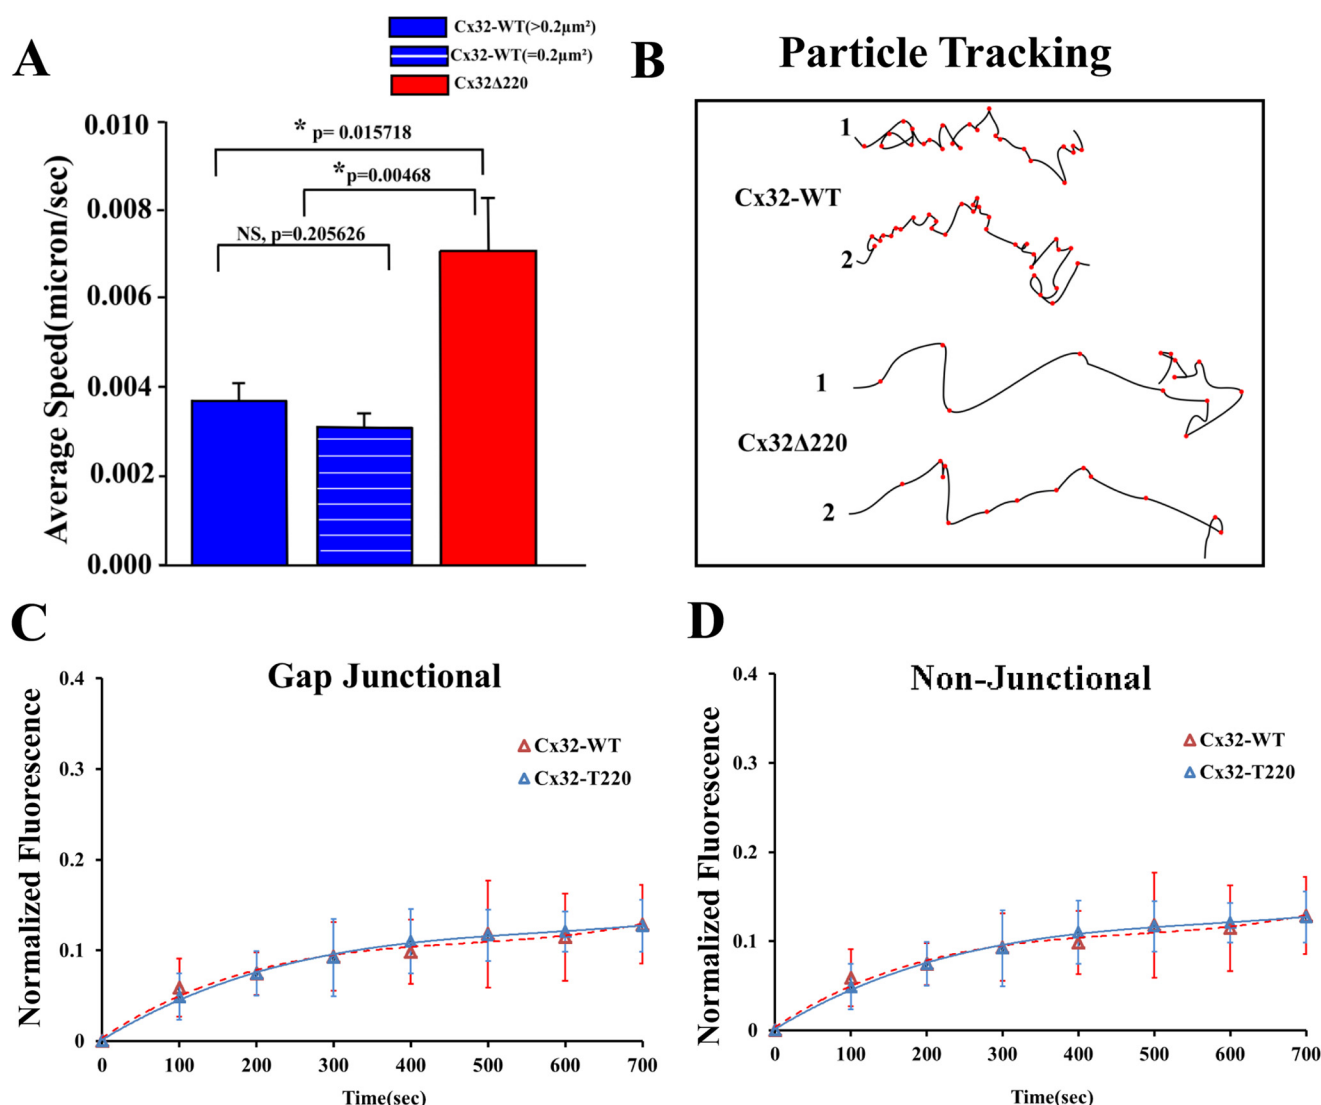 A
Cx32-WT(>0.2µm²)
Cx32-WT(=0.2µm²)
Cx32Δ220
Average Speed(micron/sec)
0.010
0.008
0.006
0.004
0.002
0.000
* p= 0.015718
*p=0.00468
NS, p=0.205626
B
Particle Tracking
1
Cx32-WT
2
1
Cx32Δ220
2
C
Gap Junctional
Normalized Fluorescence
0.4
0.3
0.2
0.1
0
Cx32-WT
Cx32-T220
0 100 200 300 400 500 600 700
Time(sec)
D
Non-Junctional
Normalized Fluorescence
0.4
0.3
0.2
0.1
0
Cx32-WT
Cx32-T220
0 100 200 300 400 500 600 700
Time(sec)